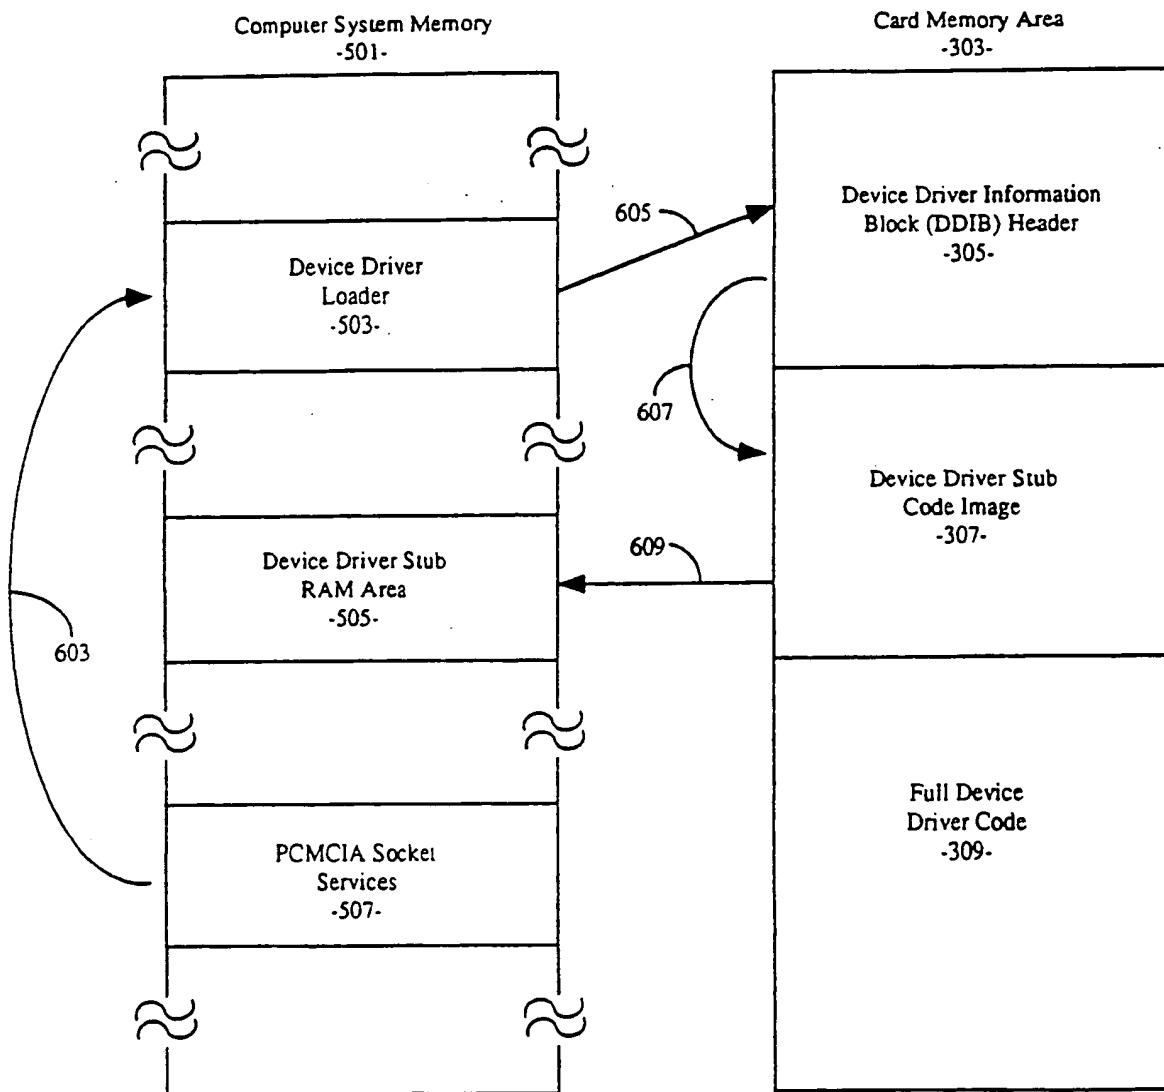 Computer System Memory
-501-
Card Memory Area
-303-
605
Device Driver Information
Block (DDIB) Header
-305-
Device Driver
Loader
-503-
607
Device Driver Stub
Code Image
-307-
609
Device Driver Stub
RAM Area
-505-
603
Full Device
Driver Code
-309-
PCMCIA Socket
Services
-507-